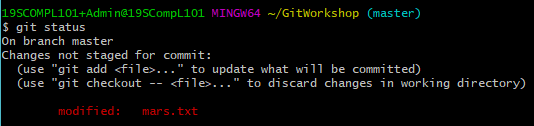 19SCOMPL101+Admin@19SCompL101 MINGW64 ~/GitWorkshop (master)
$ git status
On branch master
Changes not staged for commit:
  (use "git add <file>..." to update what will be committed)
  (use "git checkout -- <file>..." to discard changes in working directory)
        modified:   mars.txt